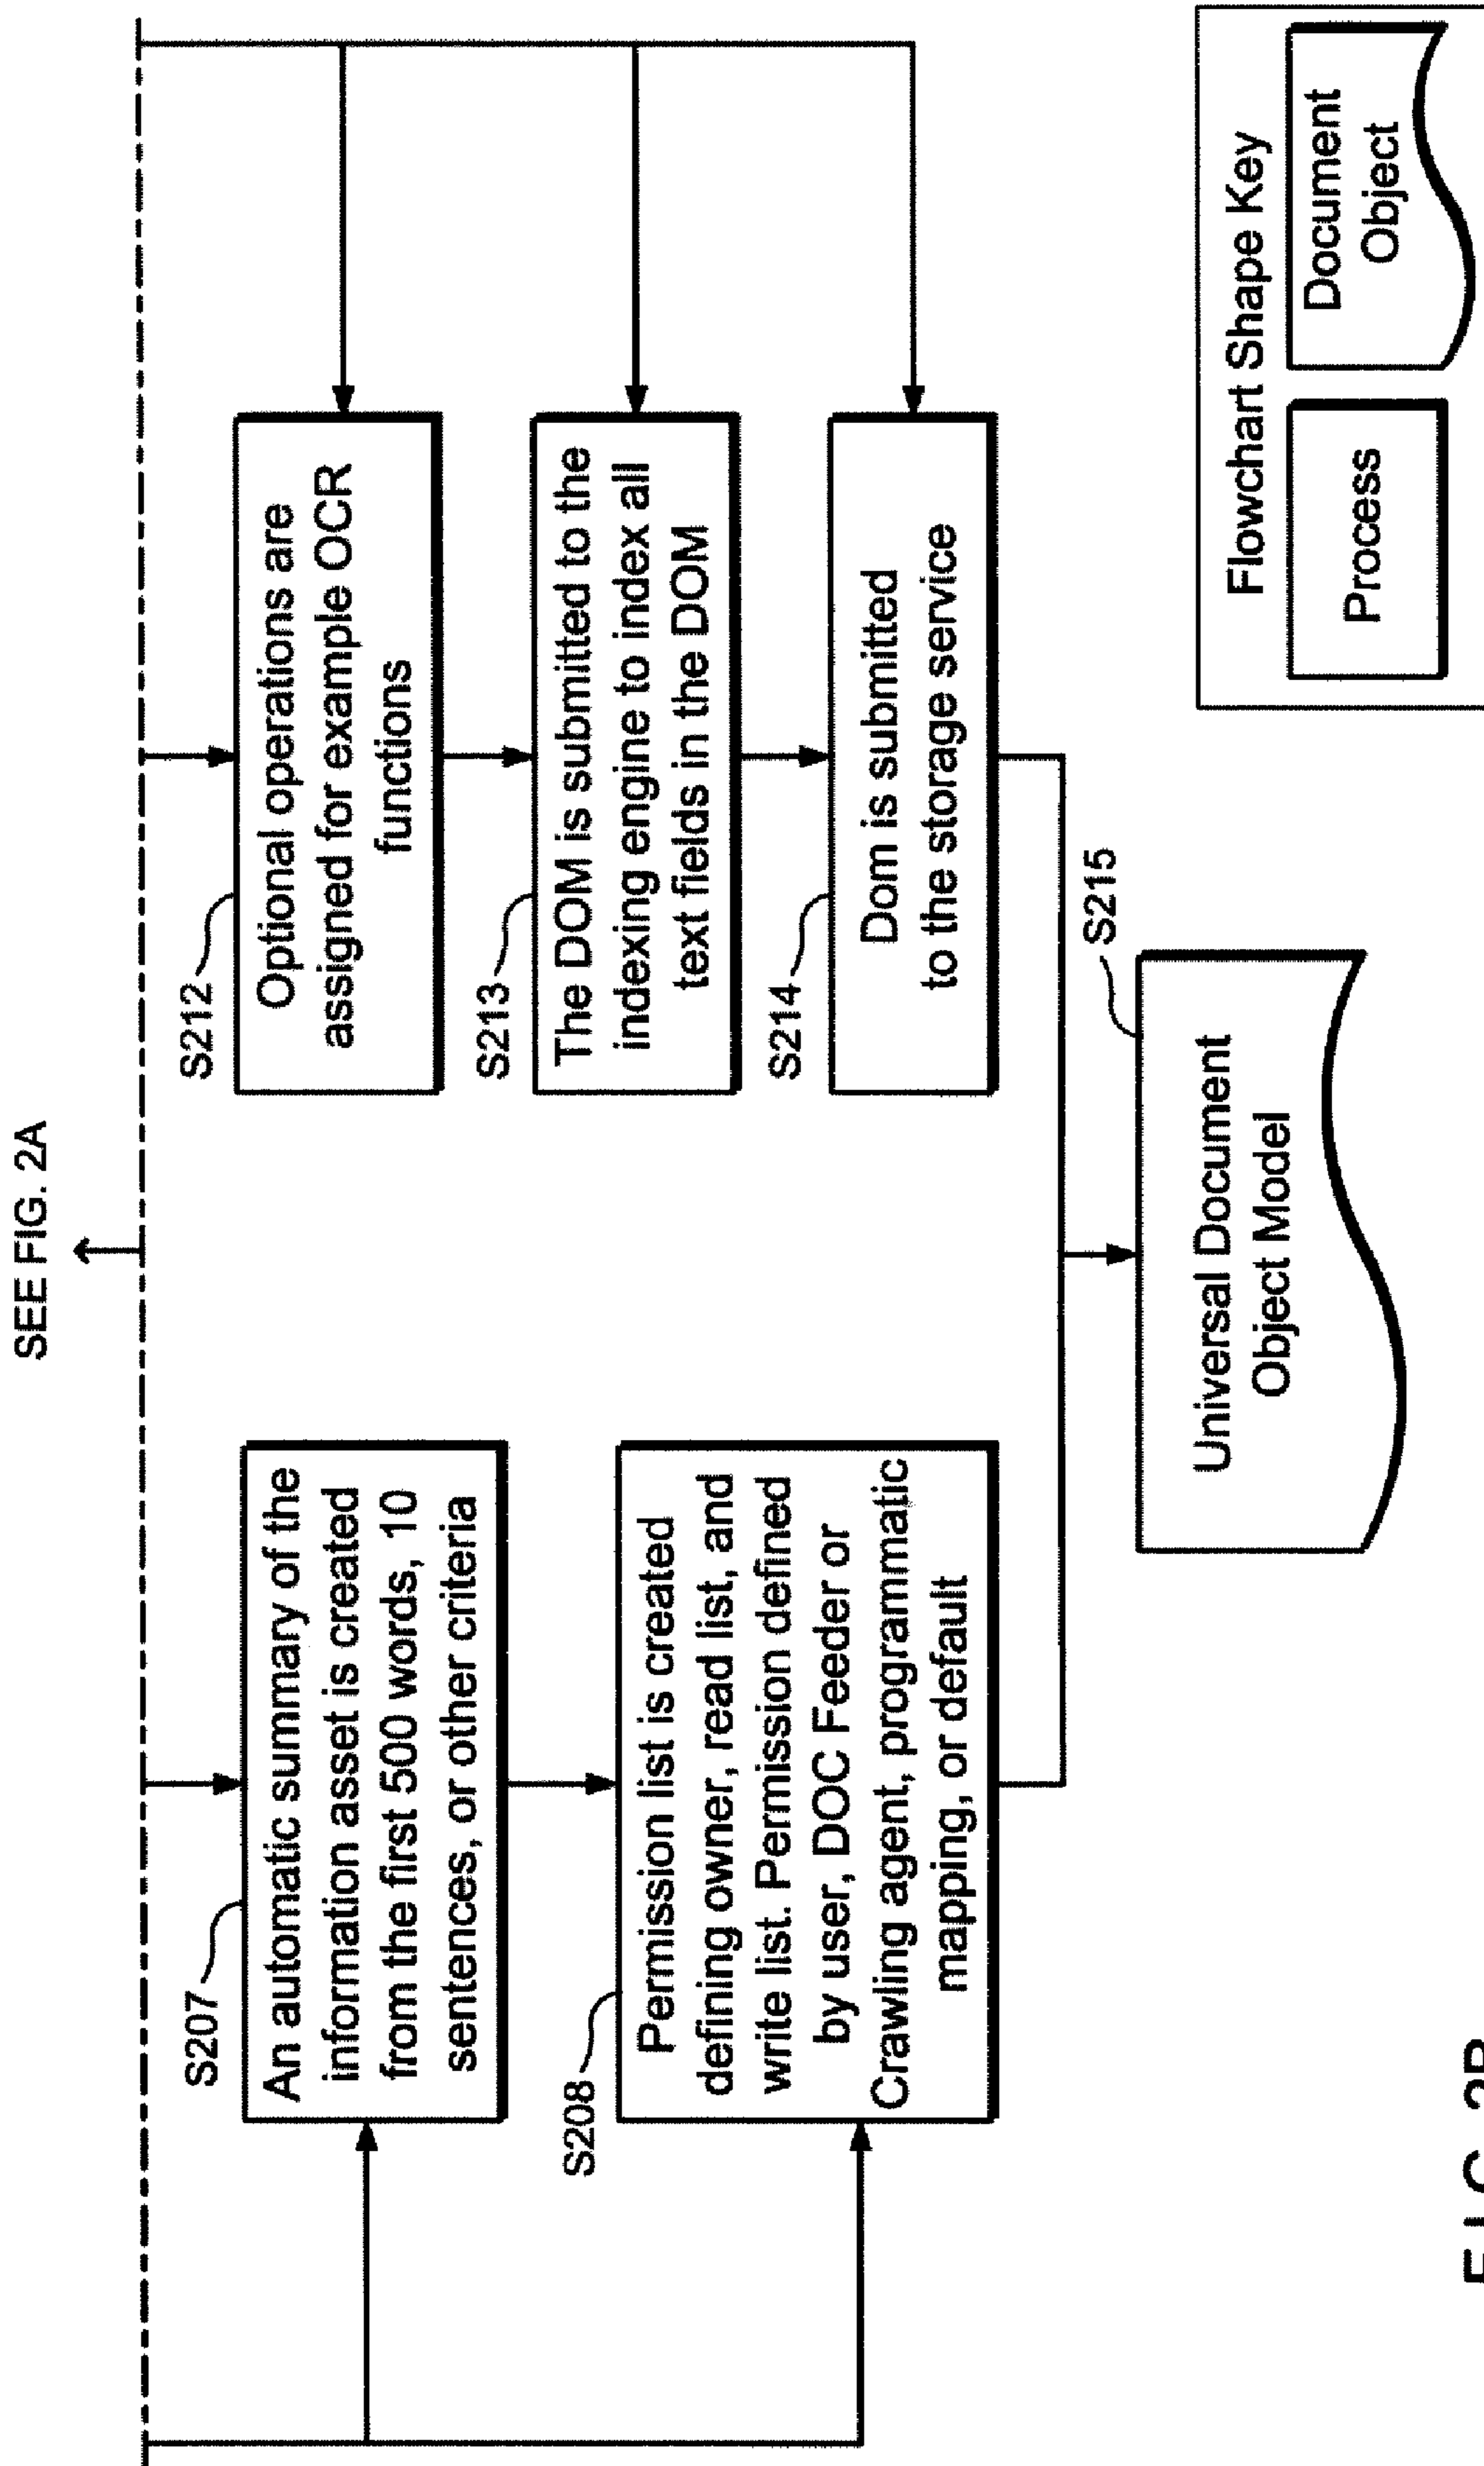 SEE FIG. 2A
S207
An automatic summary of the
information asset is created
from the first 500 words, 10
sentences, or other criteria
S208
Permission list is created
defining owner, read list, and
write list. Permission defined
by user, DOC Feeder or
Crawling agent, programmatic
mapping, or default
S212
Optional operations are
assigned for example OCR
functions
S213
The DOM is submitted to the
indexing engine to index all
text fields in the DOM
S214
Dom is submitted
to the storage service
S215
Universal Document
Object Model
Flowchart Shape Key
Process
Document
Object
FIG. 2B